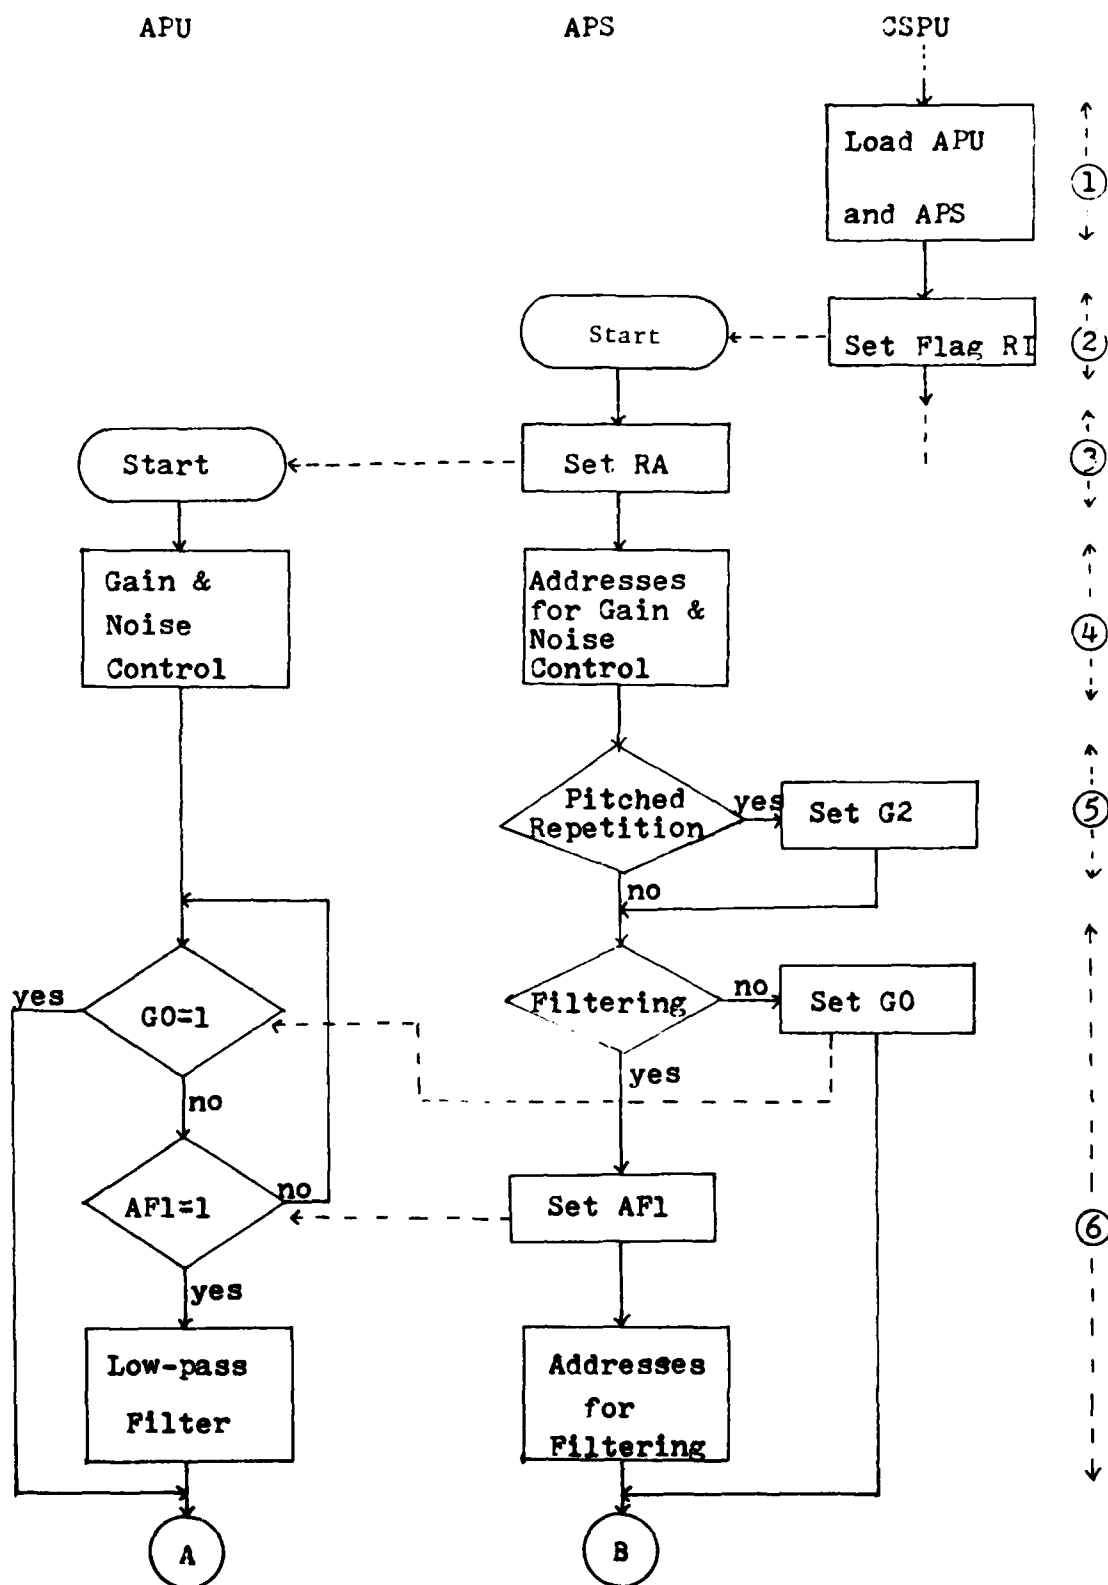 APU APS CSPU
Load APU
and APS
1
Start
Set Flag RI
2
Start
Set RA
3
Gain &
Noise
Control
Addresses
for Gain &
Noise
Control
4
Pitched
Repetition
yes
Set G2
5
no
yes
G0=1
Filtering
no
Set G0
yes
no
AF1=1
no
Set AF1
6
yes
Low-pass
Filter
Addresses
for
Filtering
A
B